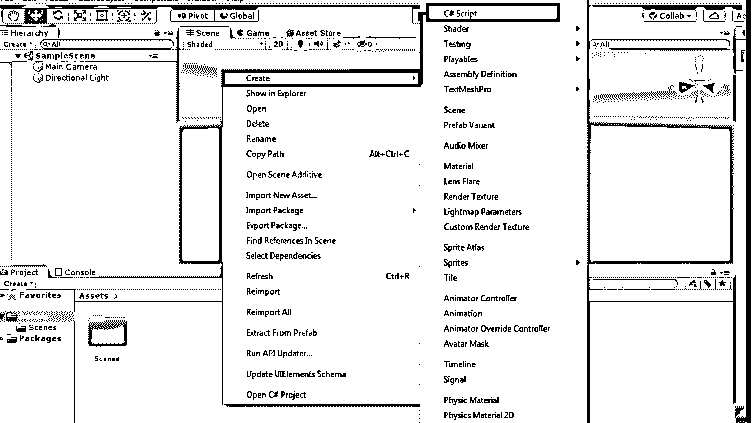 Pivot Global
Collab
Hierarchy
Create All
SampleScene
Main Camera
Directional Light
Scene Game Asset Store
Shaded 2D
All
Create
Show in Explorer
Open
Delete
Rename
Copy Path Alt+Ctrl+C
Open Scene Additive
Import New Asset...
Import Package
Export Package...
Find References In Scene
Select Dependencies
Refresh Ctrl+R
Reimport
Reimport All
Extract From Prefab
Run API Updater...
Update UIElements Schema
Open C# Project
C# Script
Shader
Testing
Playables
Assembly Definition
TextMeshPro
Scene
Prefab Variant
Audio Mixer
Material
Lens Flare
Render Texture
Lightmap Parameters
Custom Render Texture
Sprite Atlas
Sprites
Tile
Animator Controller
Animation
Animator Override Controller
Avatar Mask
Timeline
Signal
Physic Material
Physics Material 2D
Project Console
Create
Favorites
Scenes
Packages
Assets
Scenes